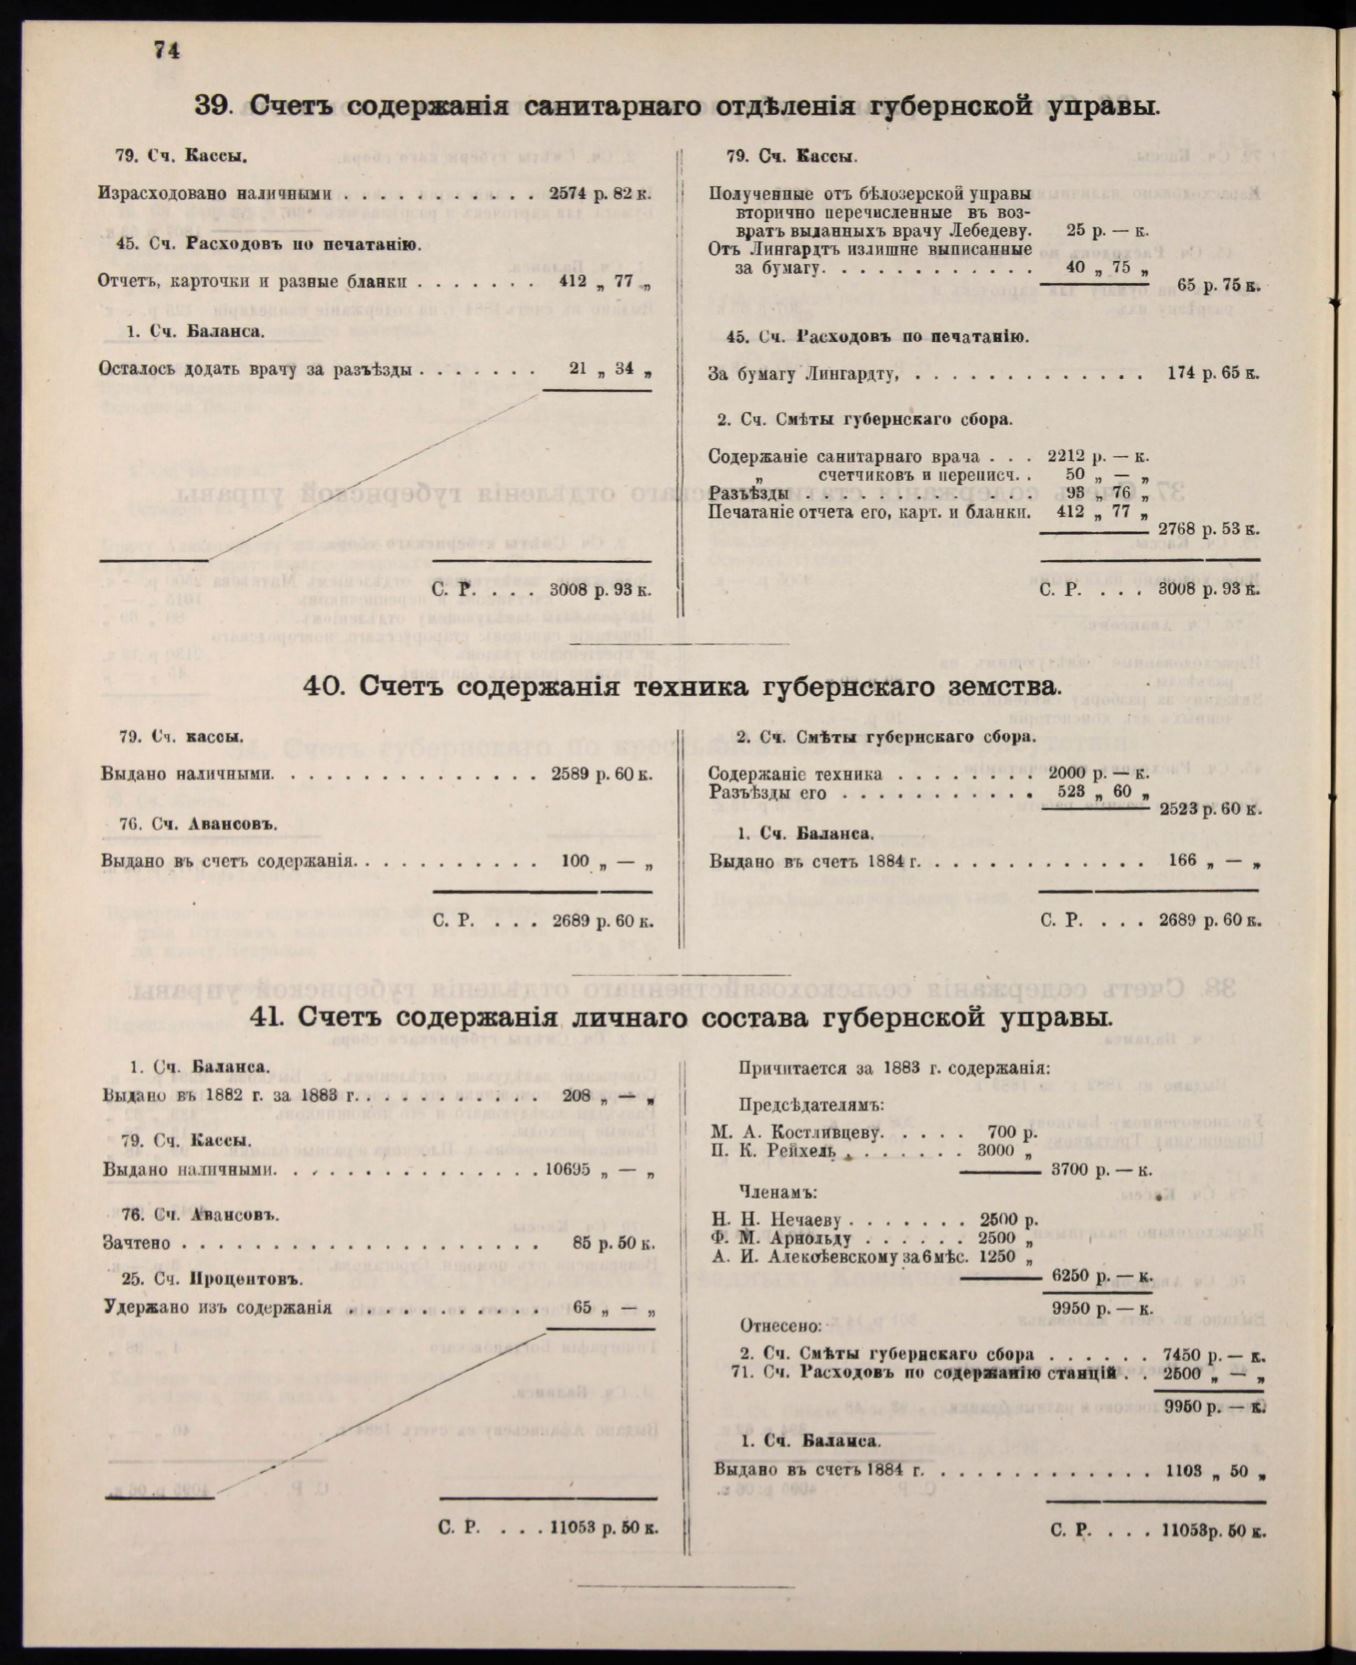 74
39. Счетъ содержанія санитарнаго отдѣленія губернской управы.
79. Сч. Кассы.
Израсходовано наличными . . . . . . . . . . . 2574 р. 82 к.
45. Сч. Расходовъ по печатанію.
Отчетъ, карточки и разные бланки . . . . . . . 412 „ 77 „
1. Сч. Баланса.
Осталось додать врачу за разъѣзды . . . . . . . 21 „ 34 „
С. Р. . . . 3008 р. 93 к.
79. Сч. Кассы.
Полученные отъ бѣлозерской управы
вторично перечисленные въ воз-
вратъ выданныхъ врачу Лебедеву. 25 р. — к.
Отъ Лингардтъ излишне выписанные
за бумагу. . . . . . . . . . . . 40 „ 75 „
65 р. 75 к.
45. Сч. Расходовъ по печатанію.
За бумагу Лингардту, . . . . . . . . . . . . . 174 р. 65 к.
2. Сч. Смѣты губернскаго сбора.
Содержаніе санитарнаго врача . . . 2212 р. — к.
„ счетчиковъ и переписч. . 50 „ — „
Разъѣзды . . . . . . . . . . . . . 93 „ 76 „
Печатаніе отчета его, карт. и бланки. 412 „ 77 „
2768 р. 53 к.
С. Р. . . . 3008 р. 93 к.
40. Счетъ содержанія техника губернскаго земства.
79. Сч. кассы.
Выдано наличными. . . . . . . . . . . . . . . 2589 р. 60 к.
76. Сч. Авансовъ.
Выдано въ счетъ содержанія. . . . . . . . . . . 100 „ — „
С. Р. . . . 2689 р. 60 к.
2. Сч. Смѣты губернскаго сбора.
Содержаніе техника . . . . . . . . 2000 р. — к.
Разъѣзды его . . . . . . . . . . . 523 „ 60 „
2523 р. 60 к.
1. Сч. Баланса.
Выдано въ счетъ 1884 г. . . . . . . . . . . . . 166 „ — „
С. Р. . . . 2689 р. 60 к.
41. Счетъ содержанія личнаго состава губернской управы.
1. Сч. Баланса.
Выдано въ 1882 г. за 1883 г. . . . . . . . . . . 208 „ — „
79. Сч. Кассы.
Выдано наличными. . . . . . . . . . . . . . . 10695 „ — „
76. Сч. Авансовъ.
Зачтено . . . . . . . . . . . . . . . . . . . . 85 р. 50 к.
25. Сч. Процентовъ.
Удержано изъ содержанія . . . . . . . . . . . 65 „ — „
С. Р. . . . 11053 р. 50 к.
Причитается за 1883 г. содержанія:
Предсѣдателямъ:
М. А. Костливцеву. . . . . 700 р.
П. К. Рейхель . . . . . . . 3000 „
3700 р. — к.
Членамъ:
Н. Н. Нечаеву . . . . . . . 2500 р.
Ф. М. Арнольду . . . . . . 2500 „
А. И. Алексѣевскому за 6 мѣс. 1250 „
6250 р. — к.
9950 р. — к.
Отнесено:
2. Сч. Смѣты губернскаго сбора . . . . . . 7450 р. — к.
71. Сч. Расходовъ по содержанію станцій . . 2500 „ — „
9950 р. — к.
1. Сч. Баланса.
Выдано въ счетъ 1884 г. . . . . . . . . . . . . 1103 „ 50 „
С. Р. . . . 11053 р. 50 к.